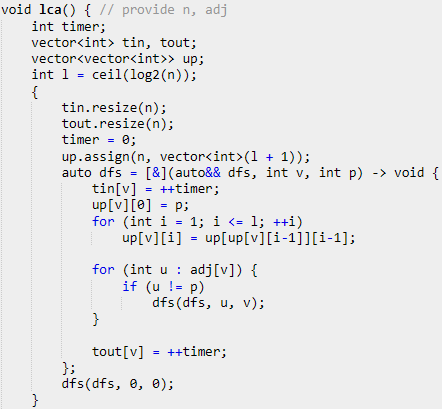 void lca() { // provide n, adj
    int timer;
    vector<int> tin, tout;
    vector<vector<int>> up;
    int l = ceil(log2(n));
    {
        tin.resize(n);
        tout.resize(n);
        timer = 0;
        up.assign(n, vector<int>(l + 1));
        auto dfs = [&](auto&& dfs, int v, int p) -> void {
            tin[v] = ++timer;
            up[v][0] = p;
            for (int i = 1; i <= l; ++i)
                up[v][i] = up[up[v][i-1]][i-1];

            for (int u : adj[v]) {
                if (u != p)
                    dfs(dfs, u, v);
            }

            tout[v] = ++timer;
        };
        dfs(dfs, 0, 0);
    }